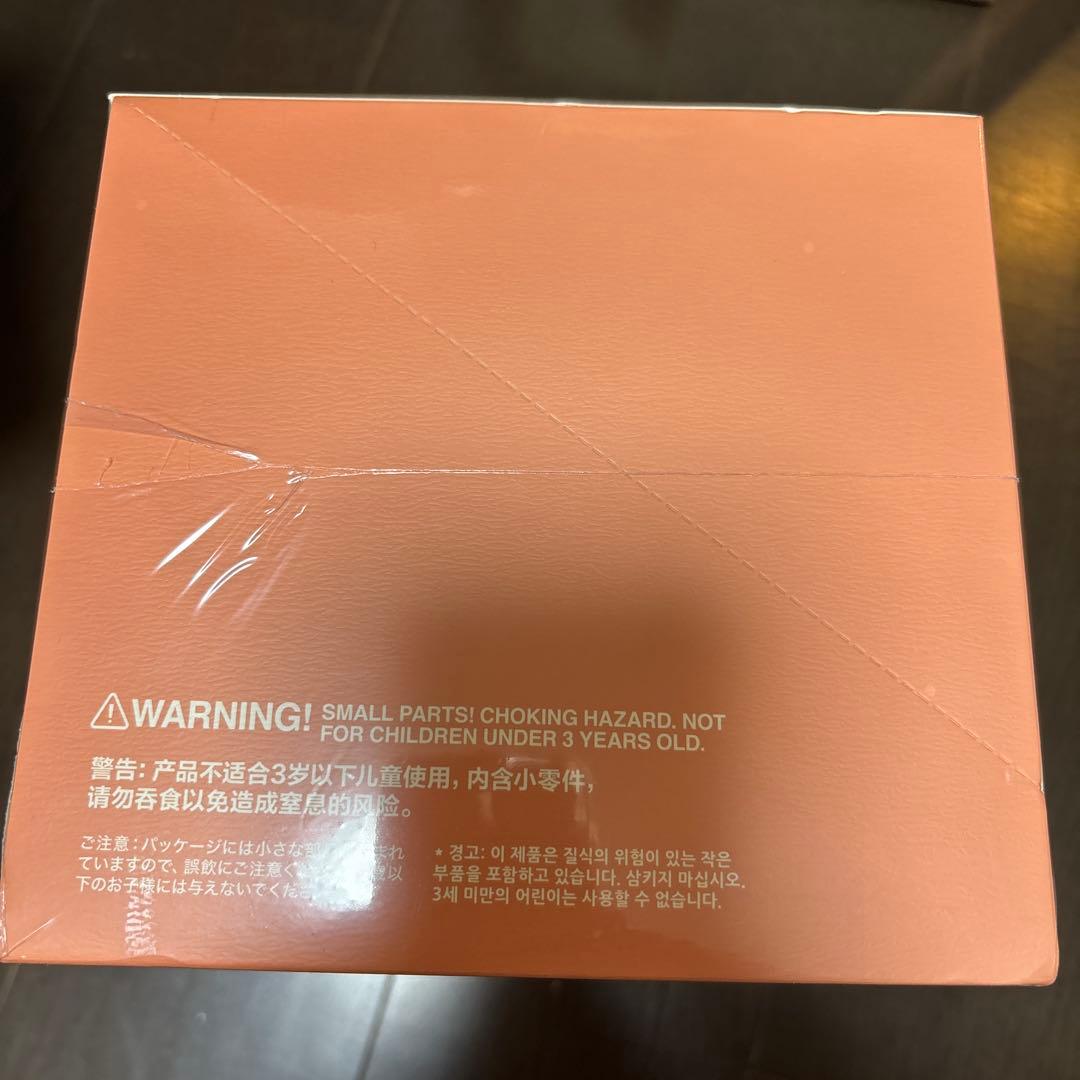 ⚠WARNING! SMALL PARTS! CHOKING HAZARD. NOT
FOR CHILDREN UNDER 3 YEARS OLD.
警告: 产品不适合3岁以下儿童使用，内含小零件，
请勿吞食以免造成窒息的风险。
ご注意：パッケージには小さな部 まれ
ていますので、誤飲にご注意く 歳以
下のお子様には与えないでくださ
* 경고: 이 제품은 질식의 위험이 있는 작은
부품을 포함하고 있습니다. 삼키지 마십시오.
3세 미만의 어린이는 사용할 수 없습니다.